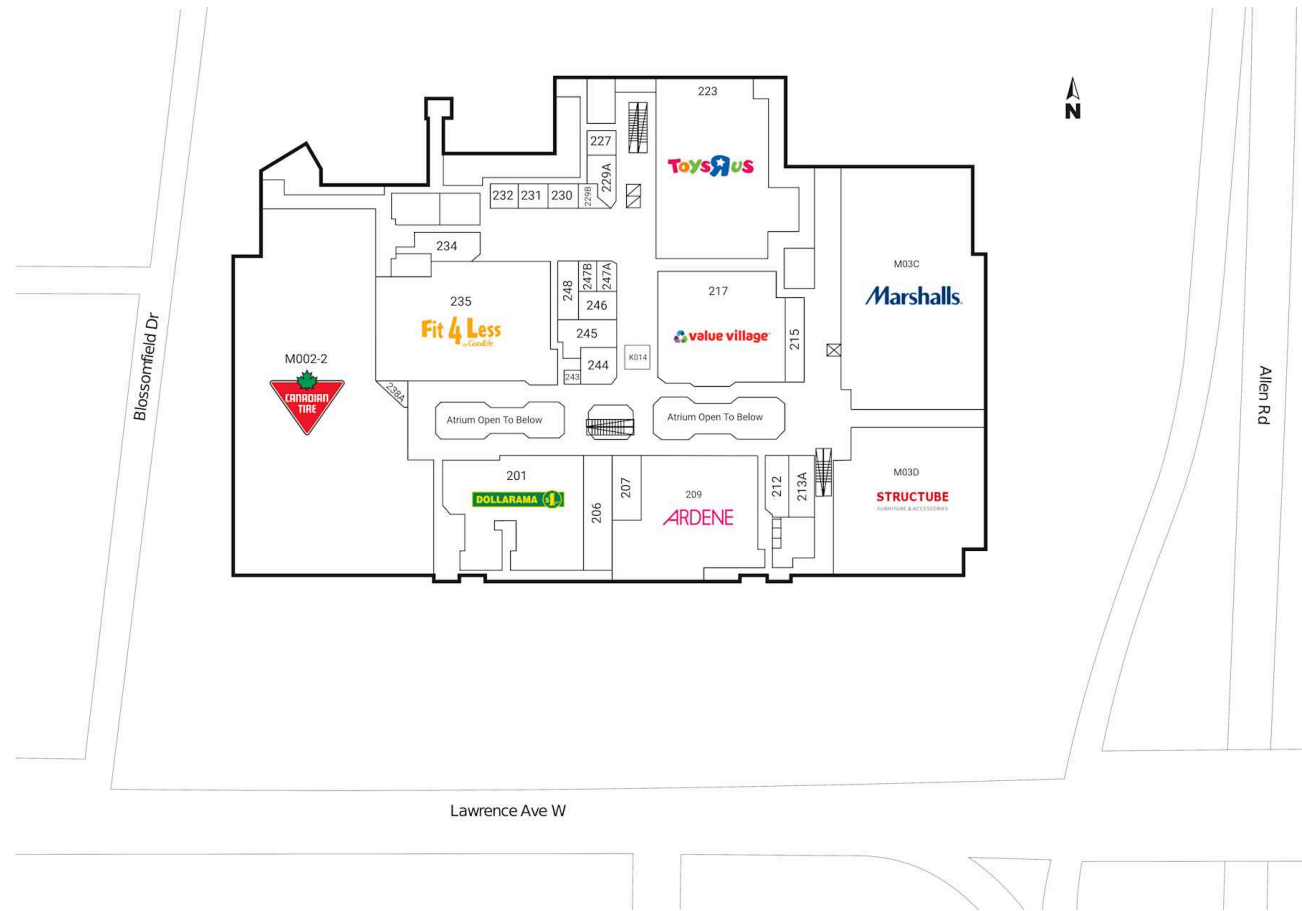 223
N
227
ToysRus
229A
232
231
230
229B
234
247B
247A
248
246
M03C
Marshalls.
217
value village
235
Fit 4 Less
by GoodLife
245
215
244
K014
243
M002-2
CANADIAN
TIRE
238A
Blossomfield Dr
Allen Rd
Atrium Open To Below
Atrium Open To Below
201
DOLLARAMA
206
207
209
ARDENE
212
213A
M03D
STRUCTUBE
FURNITURE & ACCESSORIES
Lawrence Ave W